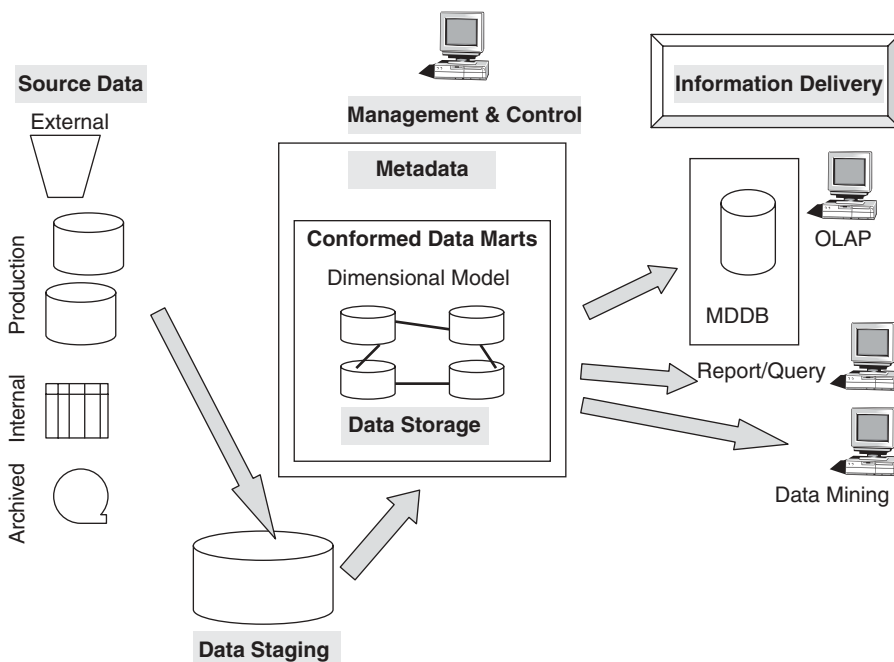 Source Data
External
Production
Internal
Archived
Data Staging
Management & Control
Metadata
Conformed Data Marts
Dimensional Model
Data Storage
Information Delivery
OLAP
MDDB
Report/Query
Data Mining